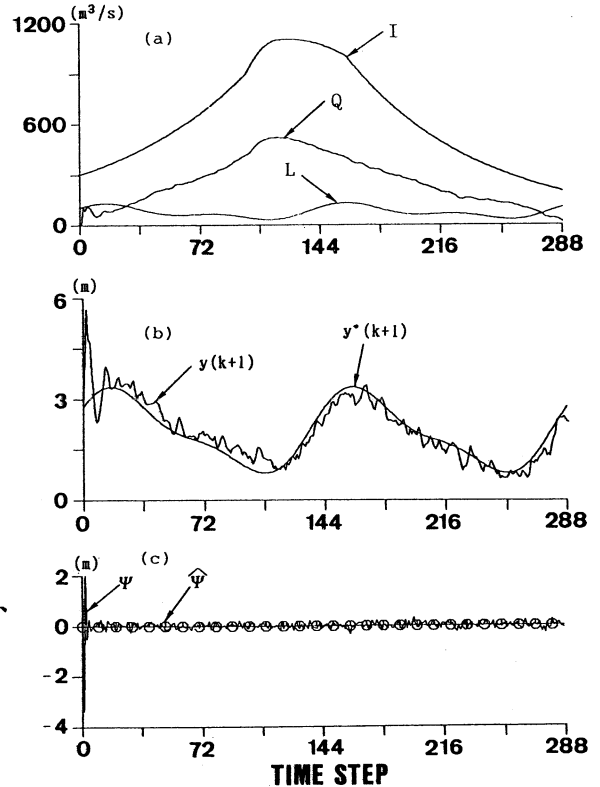 (m³/s)
1200
(a)
I
900
Q
600
L
0
0 72 144 216 288
(m)
6
(b)
y*(k+1)
y(k+1)
3
0
0 72 144 216 288
(m)
(c)
2
Ψ
Ψ̂
0
-2
-4
0 72 144 216 288
TIME STEP